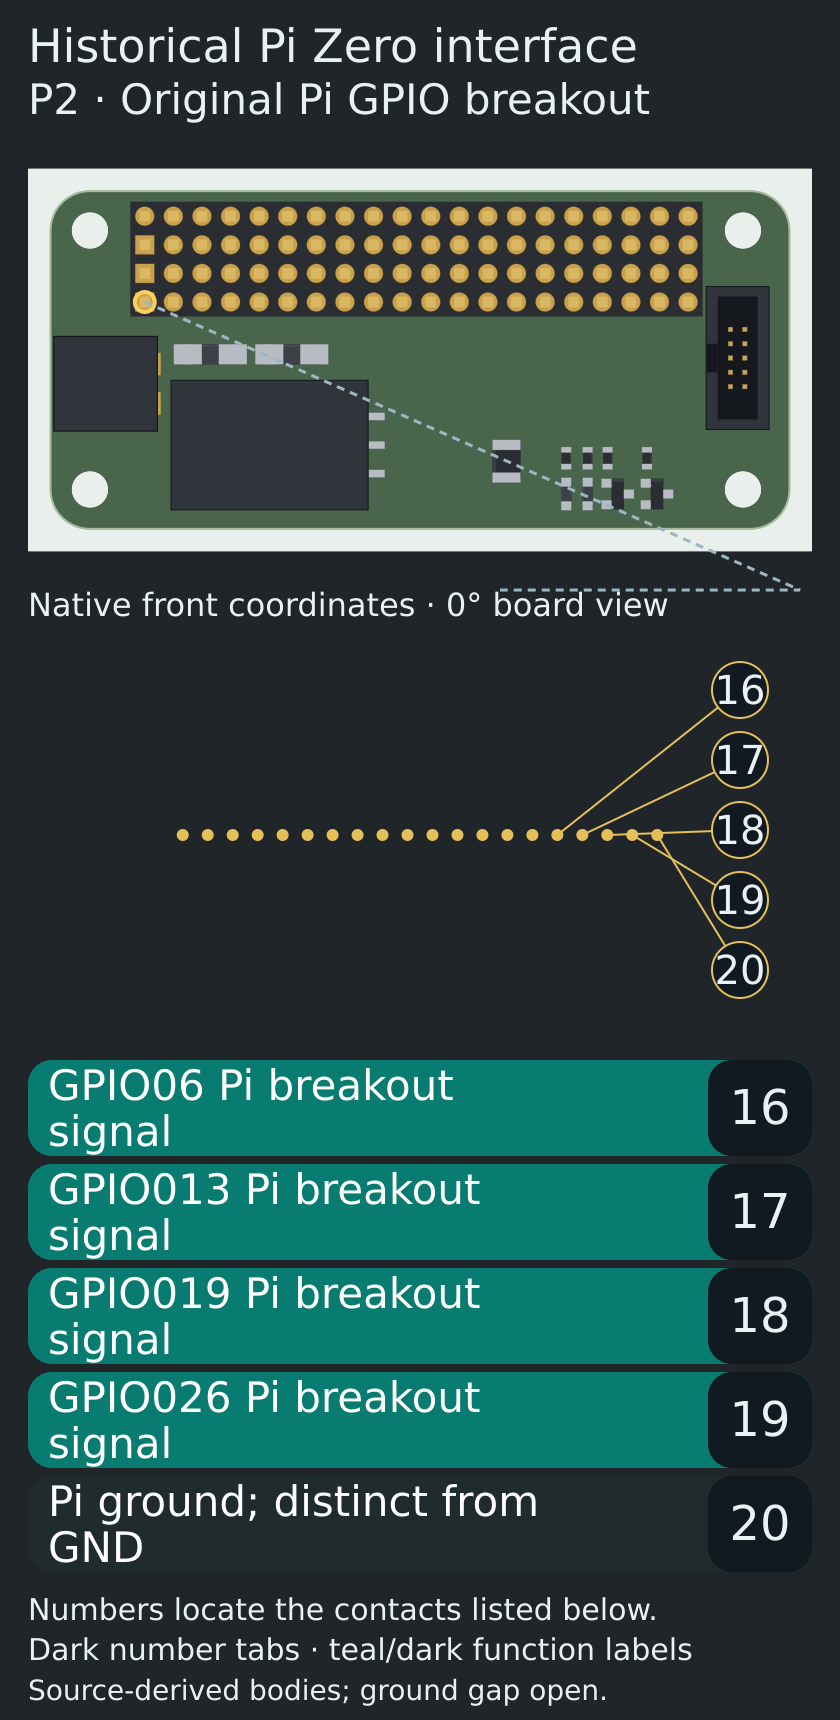 Historical Pi Zero interface
P2 · Original Pi GPIO breakout
Native front coordinates · 0° board view
16
17
18
19
20
GPIO06 Pi breakout
signal
16
GPIO013 Pi breakout
signal
17
GPIO019 Pi breakout
signal
18
GPIO026 Pi breakout
signal
19
Pi ground; distinct from
GND
20
Numbers locate the contacts listed below.
Dark number tabs · teal/dark function labels
Source-derived bodies; ground gap open.